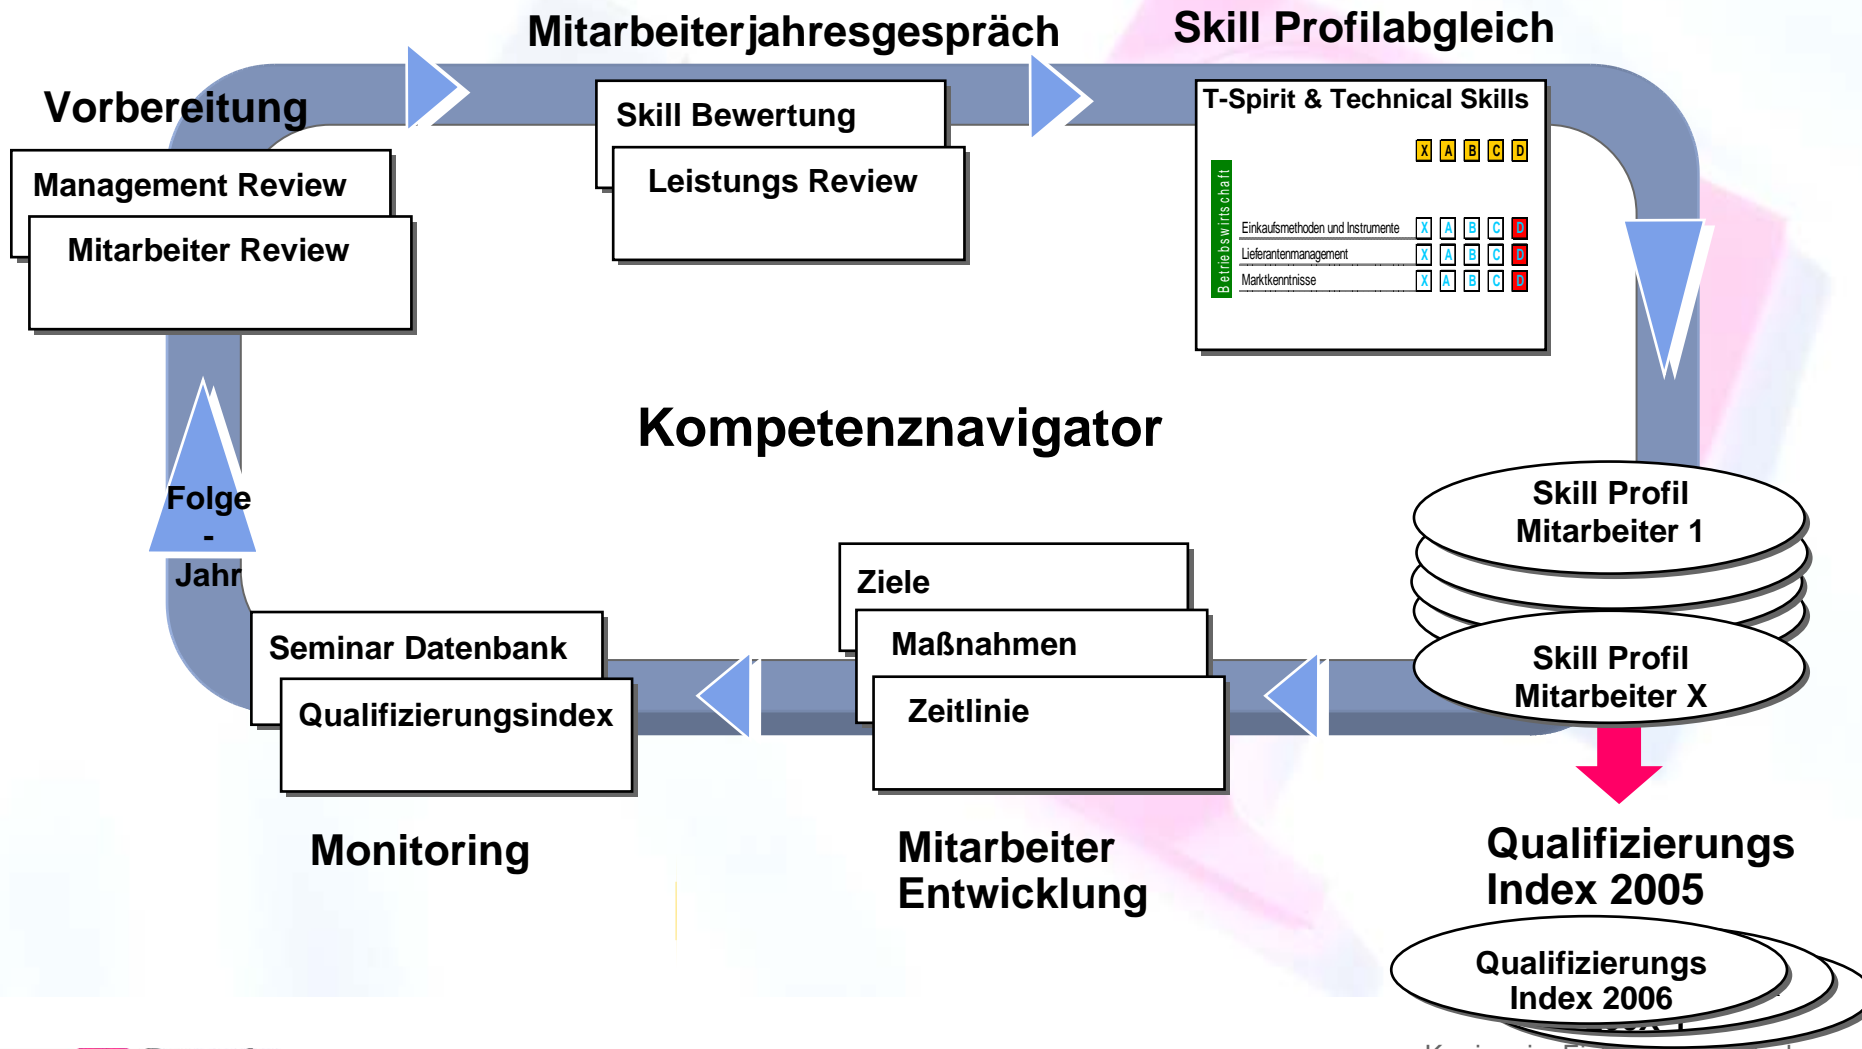 Mitarbeiterjahresgespräch
Skill Profilabgleich
Vorbereitung
Management Review
Mitarbeiter Review
Skill Bewertung
Leistungs Review
T-Spirit & Technical Skills
X A B C D
Betriebswirtschaft
Einkaufsmethoden und Instrumente X A B C D
Lieferantenmanagement X A B C D
Marktkenntnisse X A B C D
Kompetenznavigator
Folge
-
Jahr
Skill Profil
Mitarbeiter 1
Skill Profil
Mitarbeiter X
Ziele
Maßnahmen
Zeitlinie
Seminar Datenbank
Qualifizierungsindex
Monitoring
Mitarbeiter
Entwicklung
Qualifizierungs
Index 2005
Qualifizierungs
Index 2006